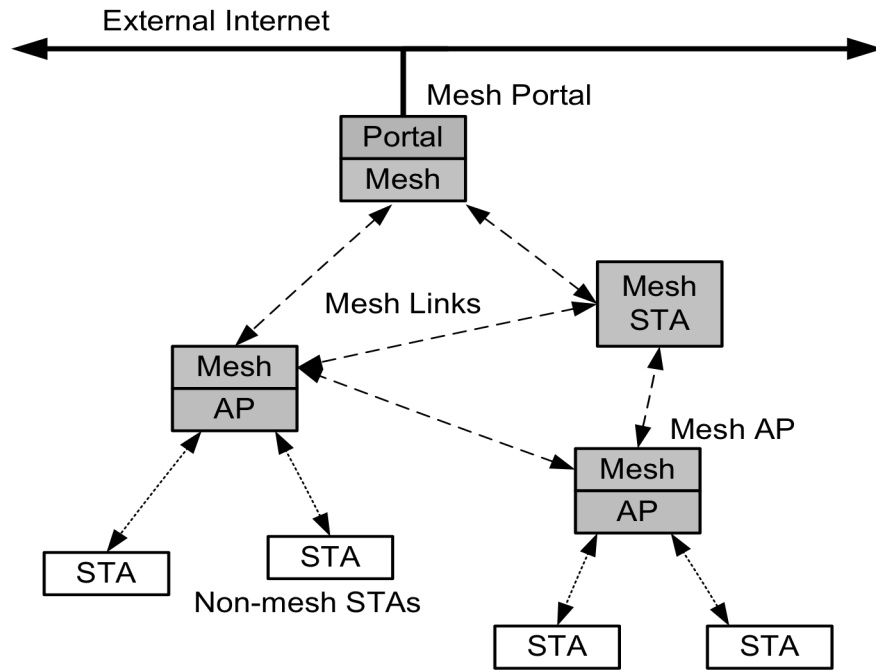 External Internet
Mesh Portal
Portal
Mesh
Mesh
STA
Mesh Links
Mesh
AP
Mesh AP
Mesh
AP
STA
STA
Non-mesh STAs
STA
STA